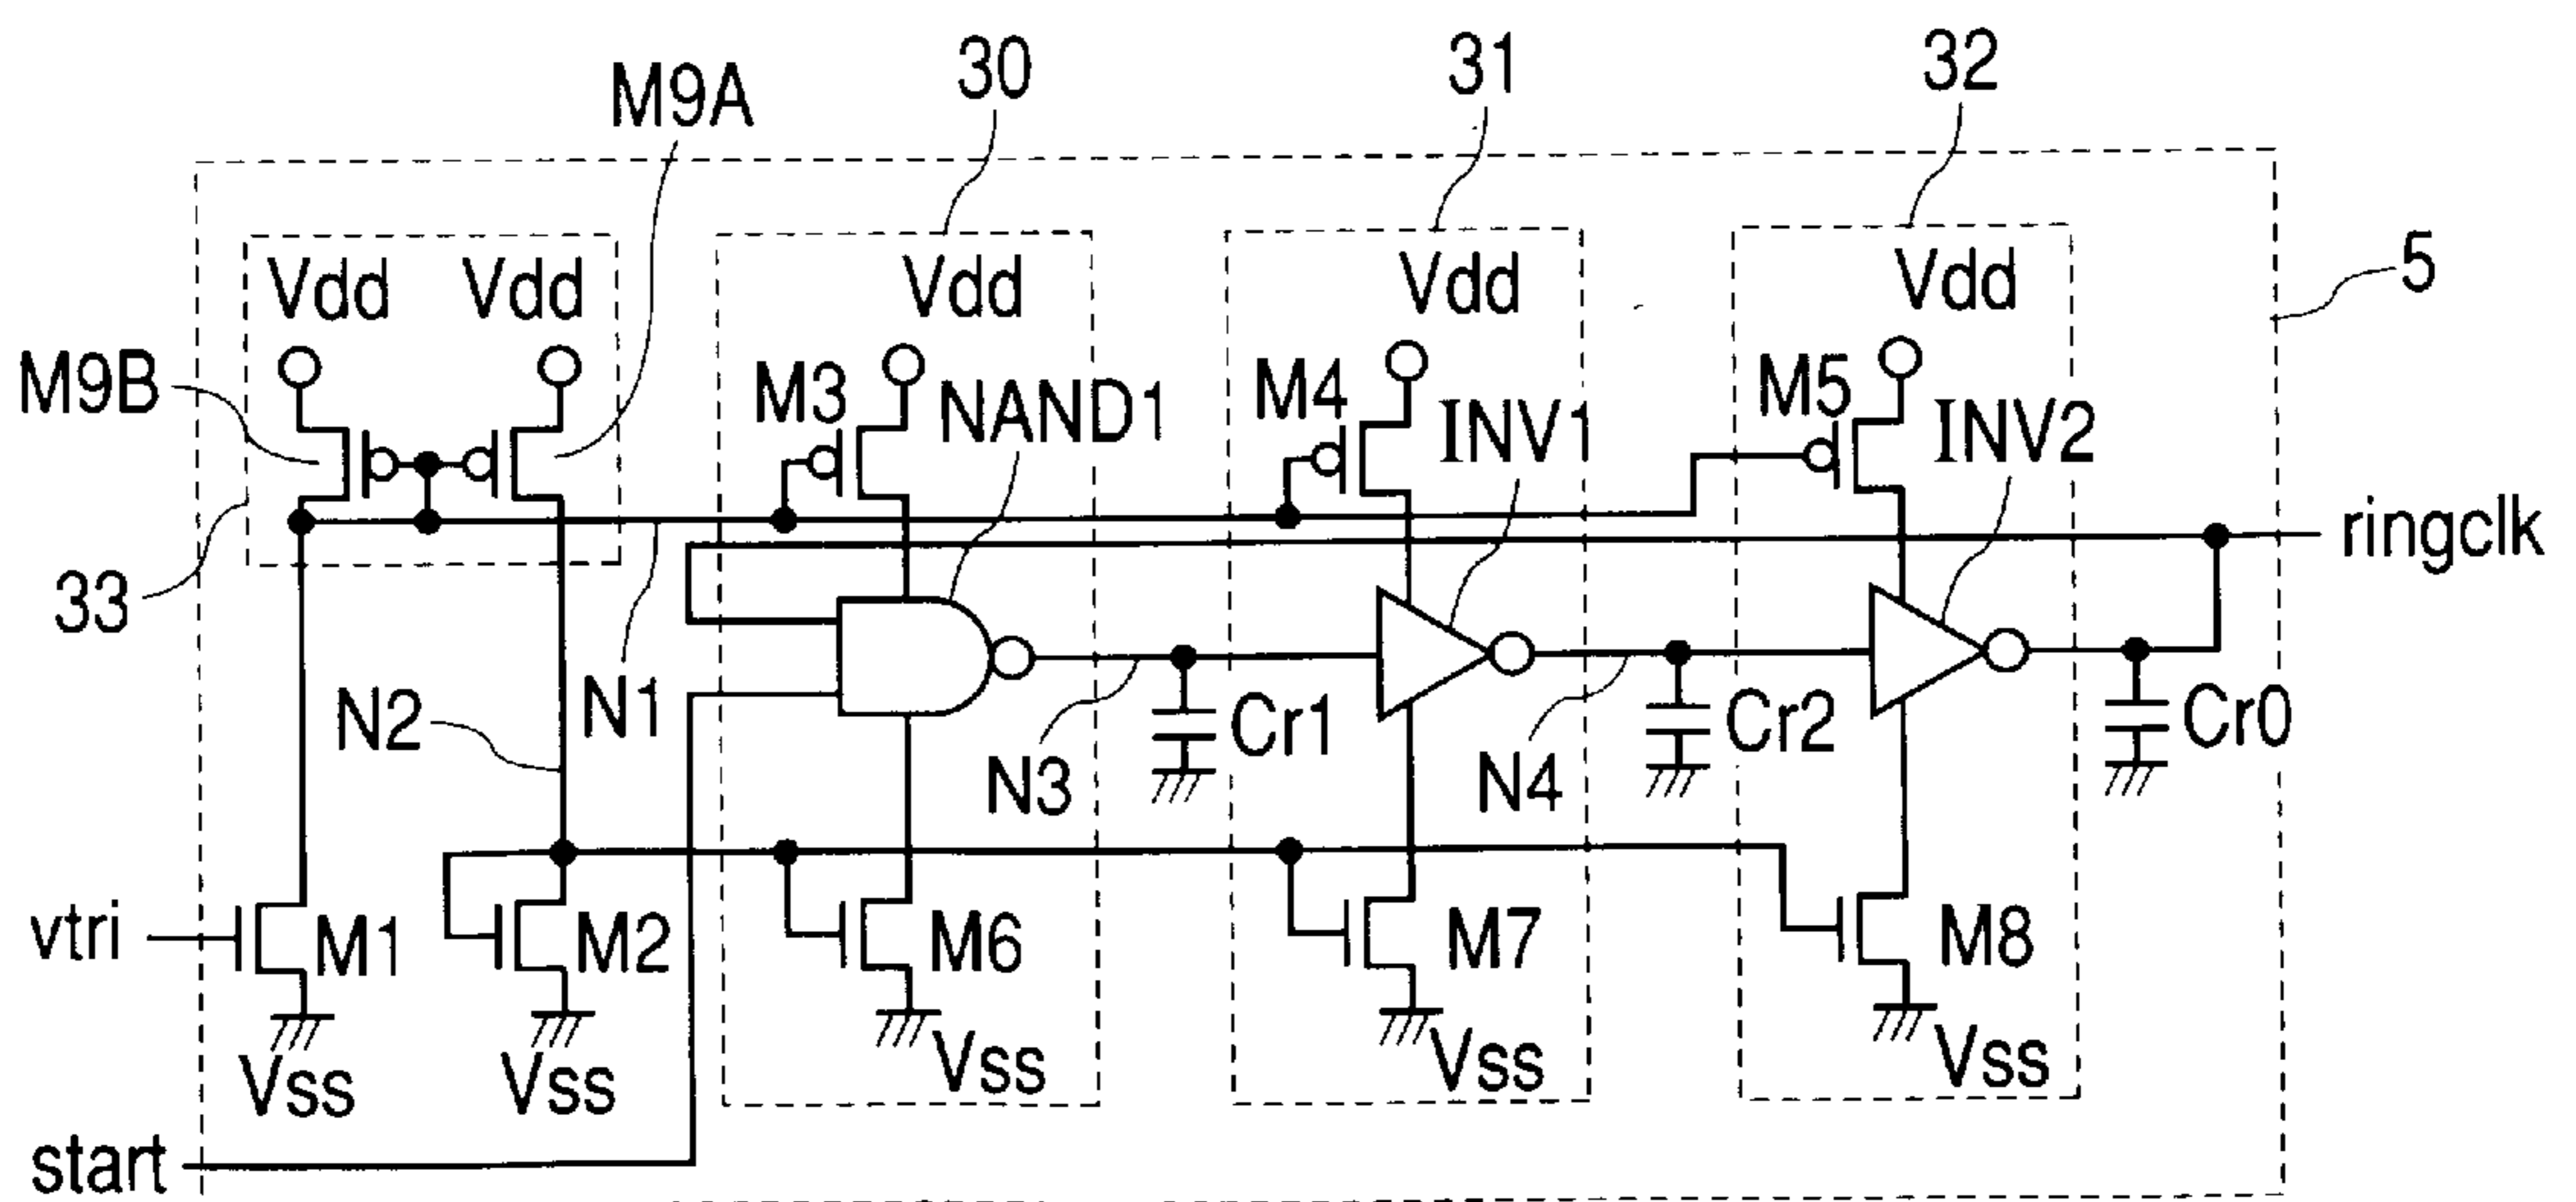 30
31
32
M9A
5
Vdd
Vdd
Vdd
Vdd
Vdd
M9B
M3
NAND1
M4
INV1
M5
INV2
ringclk
33
N2
N1
N3
Cr1
N4
Cr2
Cr0
vtri
M1
M2
M6
M7
M8
Vss
Vss
Vss
Vss
Vss
start